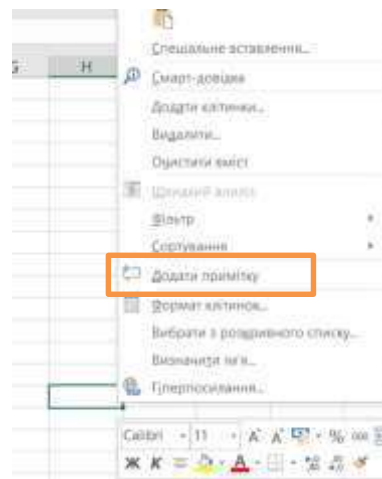 G H
Спеціальне вставлення...
Смарт-довідка
Додати клітинки...
Видалити...
Очистити вміст
Швидкий аналіз
Фільтр
Сортування
Додати примітку
Формат клітинок...
Вибрати з розкривного списку...
Визначити ім'я...
Гіперпосилання...
Calibri 11 A A % 000
Ж К A